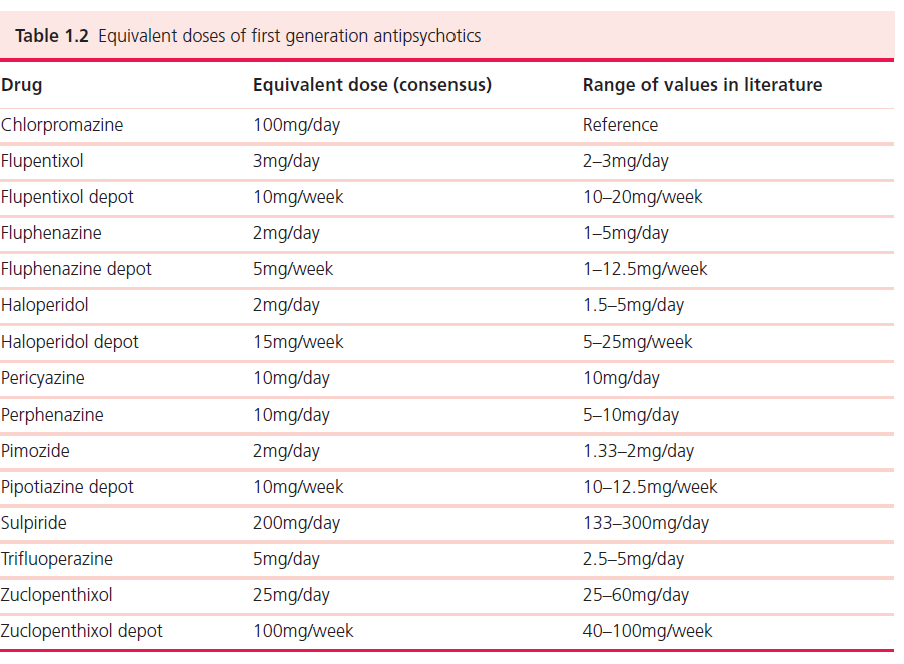 Table 1.2 Equivalent doses of first generation antipsychotics
Drug Equivalent dose (consensus) Range of values in literature
Chlorpromazine 100mg/day Reference
Flupentixol 3mg/day 2–3mg/day
Flupentixol depot 10mg/week 10–20mg/week
Fluphenazine 2mg/day 1–5mg/day
Fluphenazine depot 5mg/week 1–12.5mg/week
Haloperidol 2mg/day 1.5–5mg/day
Haloperidol depot 15mg/week 5–25mg/week
Pericyazine 10mg/day 10mg/day
Perphenazine 10mg/day 5–10mg/day
Pimozide 2mg/day 1.33–2mg/day
Pipotiazine depot 10mg/week 10–12.5mg/week
Sulpiride 200mg/day 133–300mg/day
Trifluoperazine 5mg/day 2.5–5mg/day
Zuclopenthixol 25mg/day 25–60mg/day
Zuclopenthixol depot 100mg/week 40–100mg/week